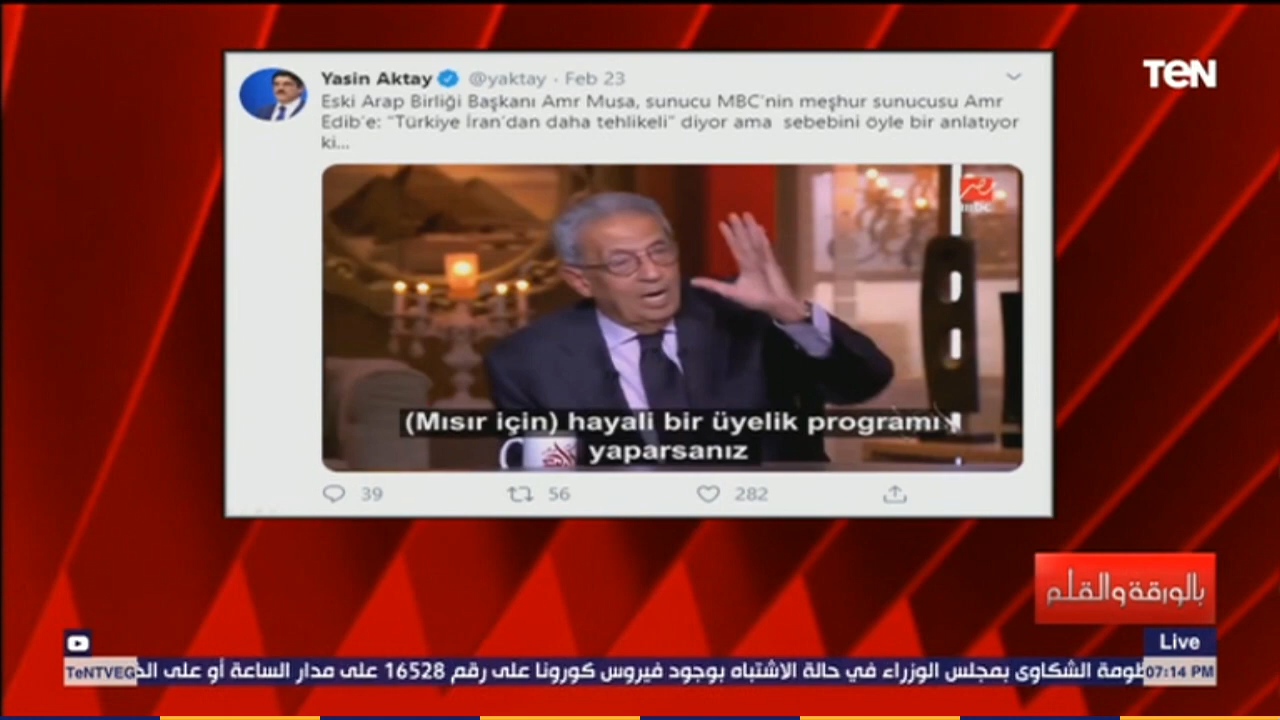 TEN
Yasin Aktay @yaktay · Feb 23
Eski Arap Birliği Başkanı Amr Musa, sunucu MBC'nin meşhur sunucusu Amr
Edib'e: "Türkiye İran'dan daha tehlikeli" diyor ama sebebini öyle bir anlatıyor
ki...
مصر
mbc
(Mısır için) hayali bir üyelik programı
yaparsanız
39 56 282
بالورقة والقلم
Live
TeNTVEG
ظومة الشكاوى بمجلس الوزراء في حالة الاشتباه بوجود فيروس كورونا على رقم 16528 على مدار الساعة أو على
07:14 PM